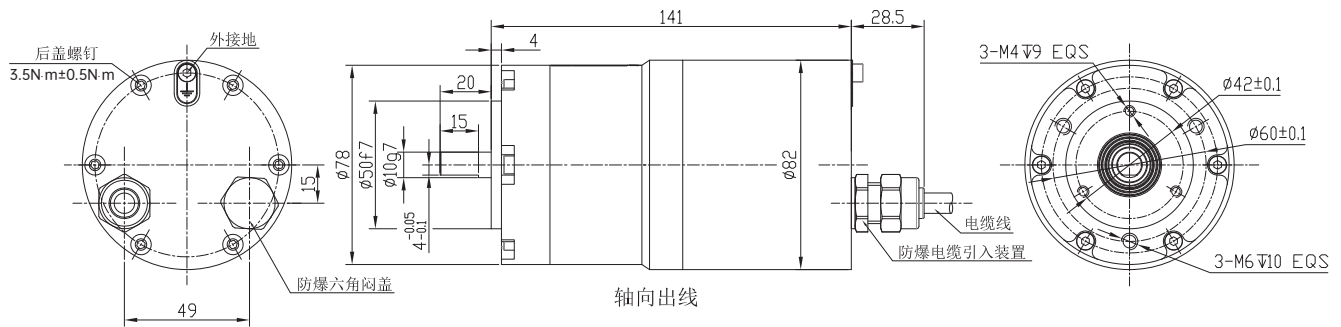 后盖螺钉
3.5N·m±0.5N·m
外接地
15
防爆六角闷盖
49
141
28.5
4
20
15
ø78
ø50f7
ø10g7
4-0.05
-0.1
ø82
电缆线
防爆电缆引入装置
轴向出线
3-M4↧9 EQS
ø42±0.1
ø60±0.1
3-M6↧10 EQS